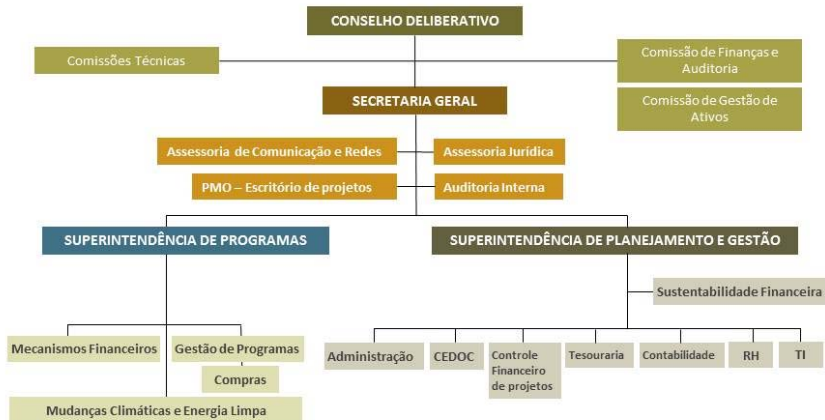 CONSELHO DELIBERATIVO
Comissões Técnicas
Comissão de Finanças e
Auditoria
SECRETARIA GERAL
Comissão de Gestão de
Ativos
Assessoria de Comunicação e Redes
Assessoria Jurídica
PMO – Escritório de projetos
Auditoria Interna
SUPERINTENDÊNCIA DE PROGRAMAS
SUPERINTENDÊNCIA DE PLANEJAMENTO E GESTÃO
Sustentabilidade Financeira
Mecanismos Financeiros
Gestão de Programas
Compras
Mudanças Climáticas e Energia Limpa
Administração
CEDOC
Controle
Financeiro
de projetos
Tesouraria
Contabilidade
RH
TI